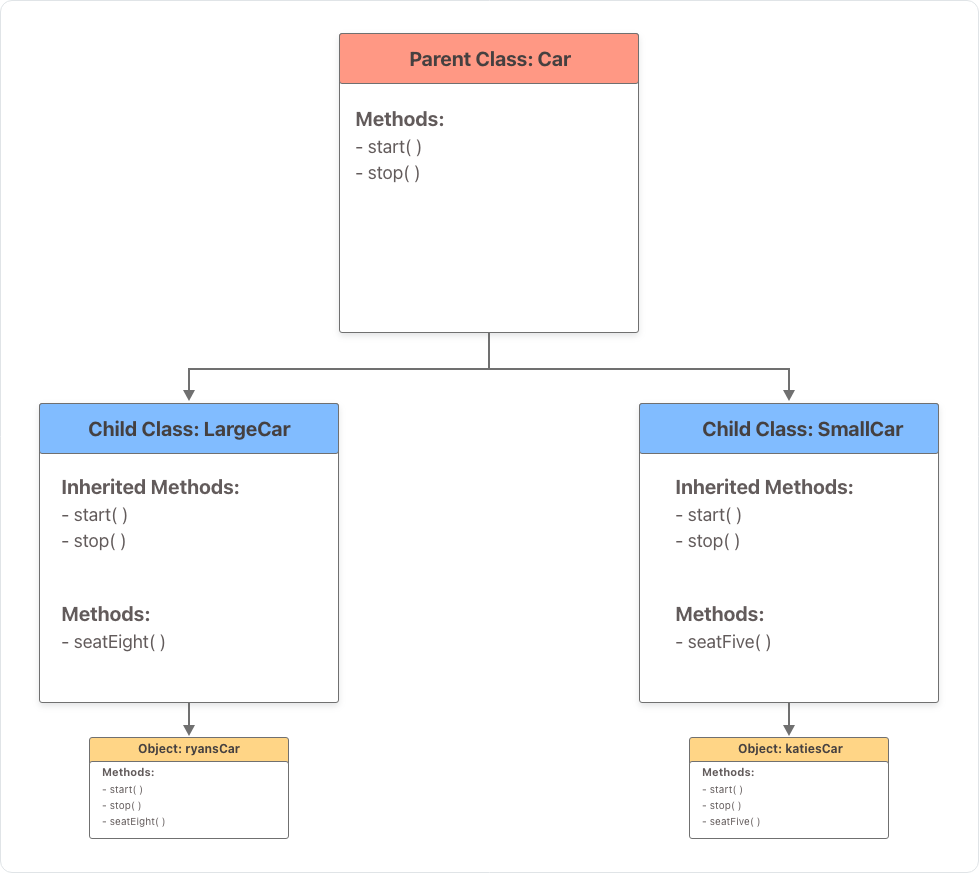 Parent Class: Car
Methods:
- start( )
- stop( )
Child Class: LargeCar
Inherited Methods:
- start( )
- stop( )
Methods:
- seatEight( )
Child Class: SmallCar
Inherited Methods:
- start( )
- stop( )
Methods:
- seatFive( )
Object: ryansCar
Methods:
- start( )
- stop( )
- seatEight( )
Object: katiesCar
Methods:
- start( )
- stop( )
- seatFive( )